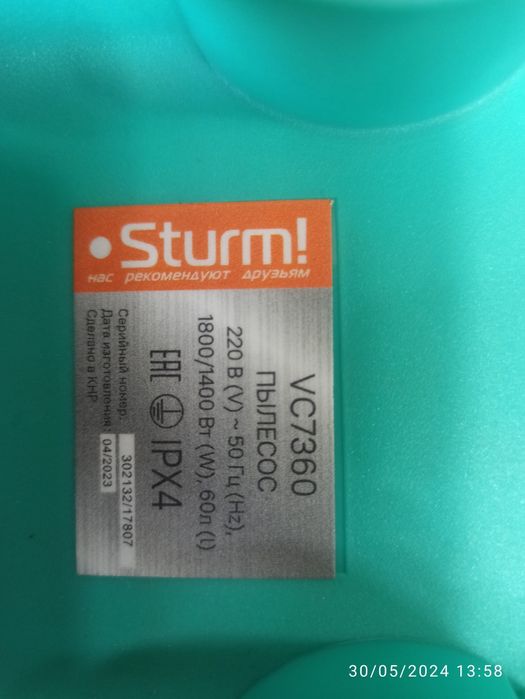 Sturm!
нас рекомендуют друзьям
VC7360
ПЫЛЕСОС
220 В (V) ~ 50 Гц (Hz),
1800/1400 Вт (W), 60л (l)
EAC IPX4
Серийный номер: 302132/17807
Дата изготовления: 04/2023
Сделано в КНР
30/05/2024 13:58